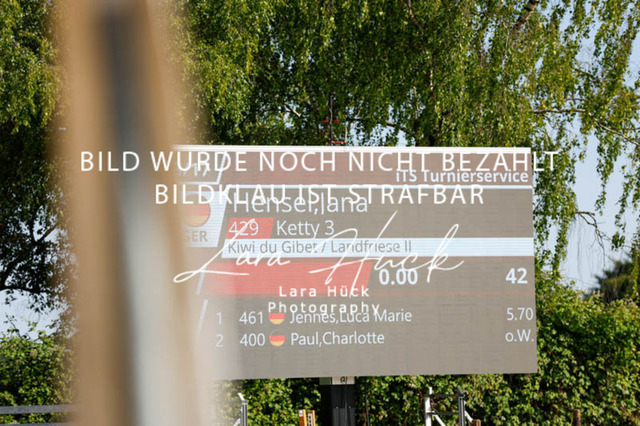 BILD WURDE NOCH NICHT BEZAHLT
iTS Turnierservice
BILDKLAU IST STRAFBAR
Hensel,Jana
429 Ketty 3
Kiwi du Gibet / Landfriese II
Lara Hück
0.00 42
Lara Hück
Photography
1 461 Jennes,Luca Marie 5.70
2 400 Paul,Charlotte o.W.